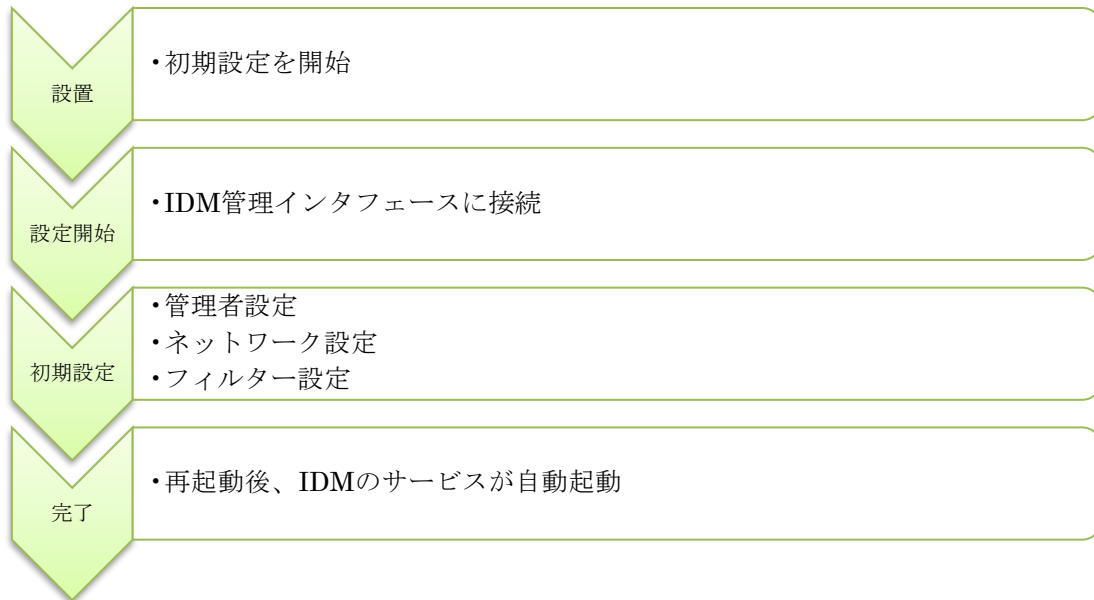 設置
・初期設定を開始
設定開始
・IDM管理インタフェースに接続
初期設定
・管理者設定
・ネットワーク設定
・フィルター設定
完了
・再起動後、IDMのサービスが自動起動